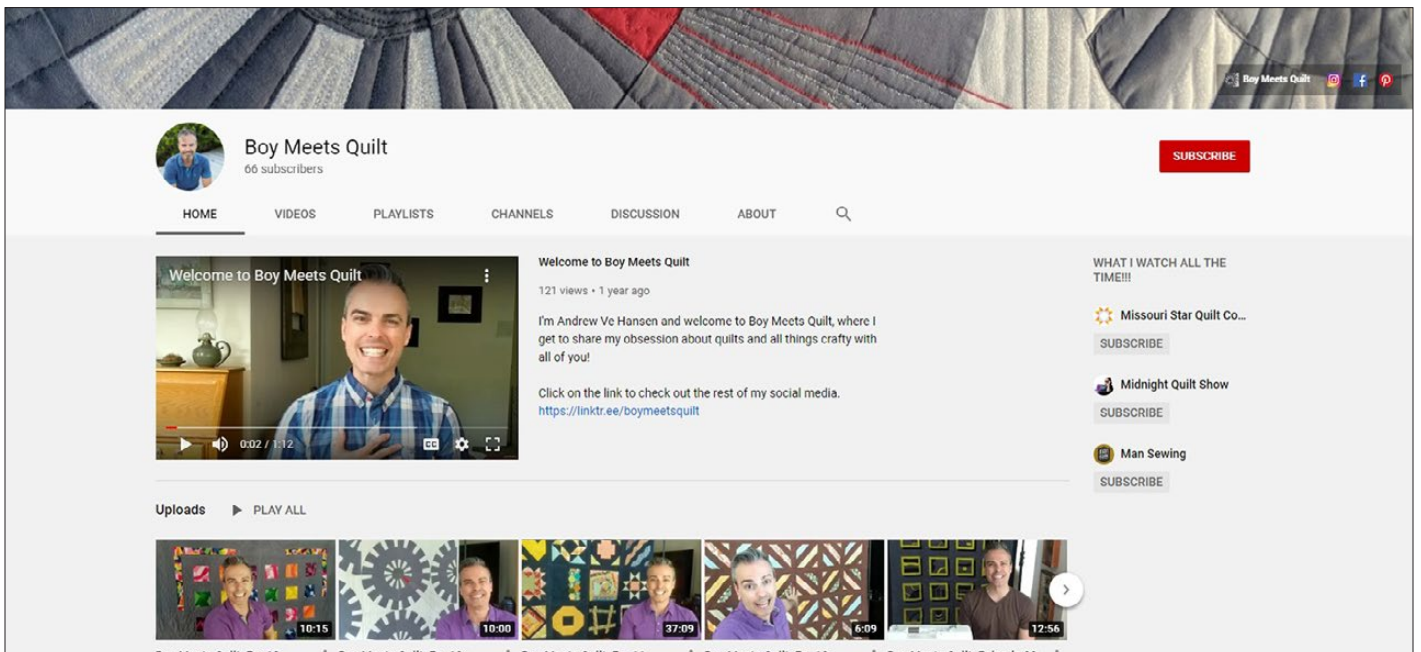 Boy Meets Quilt
Boy Meets Quilt
66 subscribers
SUBSCRIBE
HOME VIDEOS PLAYLISTS CHANNELS DISCUSSION ABOUT
Welcome to Boy Meets Quilt
0:02 / 1:12
CC
Welcome to Boy Meets Quilt
121 views • 1 year ago
I'm Andrew Ve Hansen and welcome to Boy Meets Quilt, where I
get to share my obsession about quilts and all things crafty with
all of you!
Click on the link to check out the rest of my social media.
https://linktr.ee/boymeetsquilt
WHAT I WATCH ALL THE
TIME!!!
Missouri Star Quilt Co...
SUBSCRIBE
Midnight Quilt Show
SUBSCRIBE
Man Sewing
SUBSCRIBE
Uploads PLAY ALL
10:15 10:00 37:09 6:09 12:56